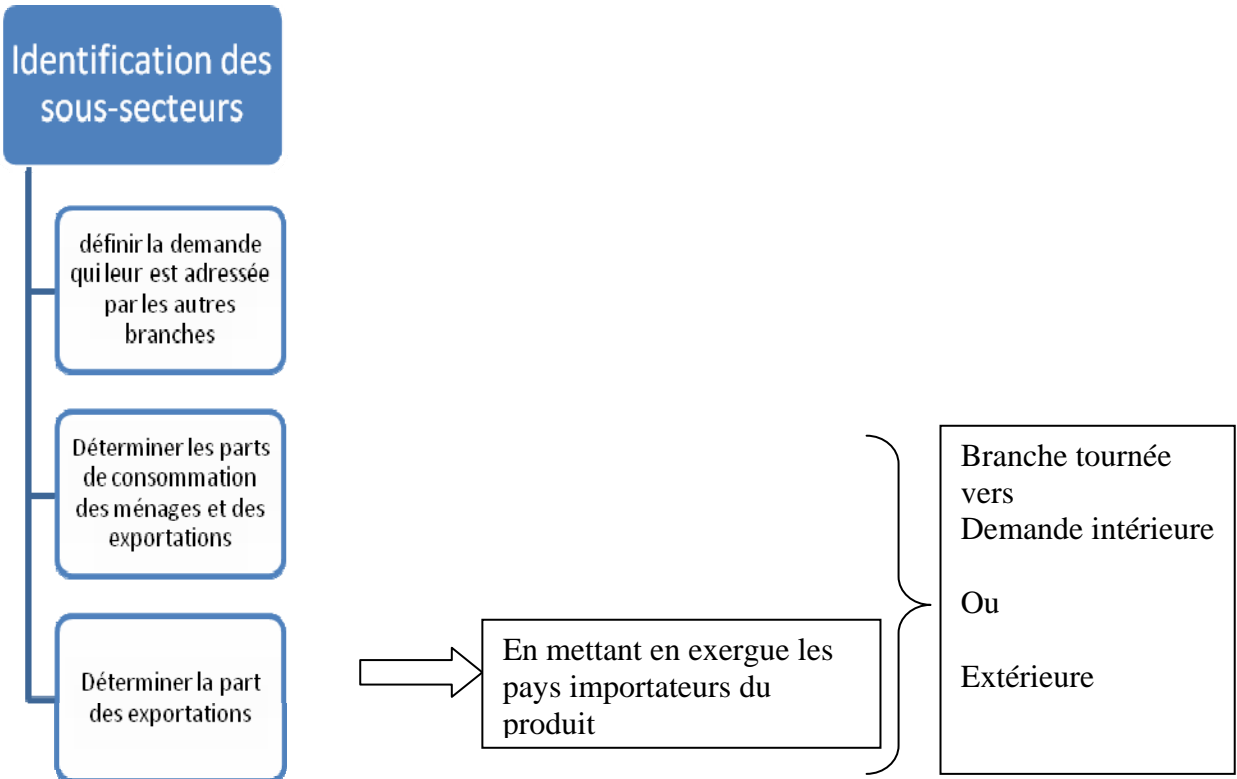 Identification des
sous-secteurs
définir la demande
qui leur est adressée
par les autres
branches
Déterminer les parts
de consommation
des ménages et des
exportations
Déterminer la part
des exportations
En mettant en exergue les
pays importateurs du
produit
Branche tournée
vers
Demande intérieure
Ou
Extérieure